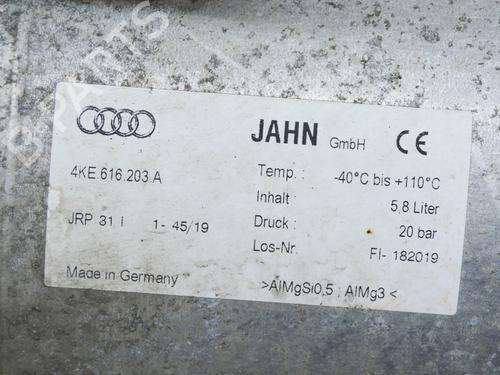 B-PARTS
JAHN GmbH CE
4KE.616.203.A
Temp.: -40°C bis +110°C
Inhalt: 5,8 Liter
JRP 31 I 1- 45/19
Druck: 20 bar
Los-Nr. FI- 182019
Made in Germany
>AlMgSi0,5 ; AlMg3 <